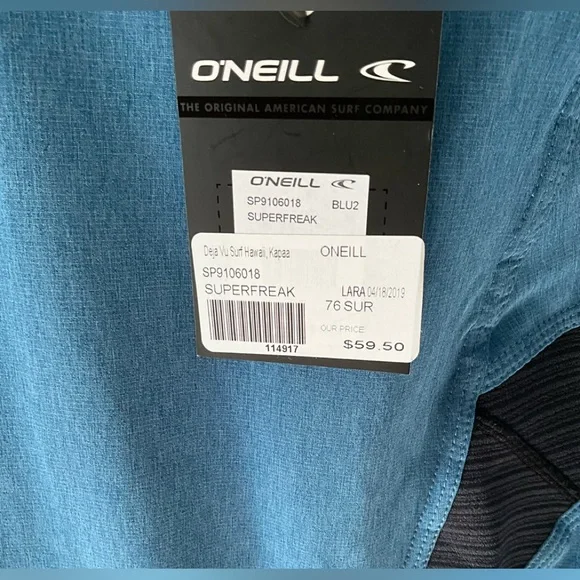 O'NEILL
THE ORIGINAL AMERICAN SURF COMPANY
O'NEILL
SP9106018 BLU2
SUPERFREAK
Deja Vu Surf Hawaii, Kapaa ONEILL
SP9106018
SUPERFREAK LARA 04/18/2019
76 SUR
OUR PRICE
114917 $59.50